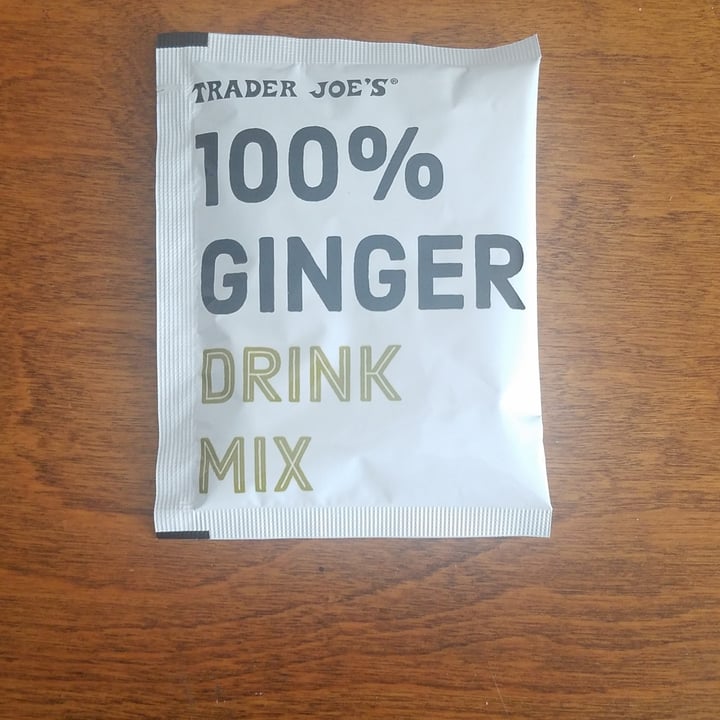 TRADER JOE'S®
100%
GINGER
DRINK
MIX